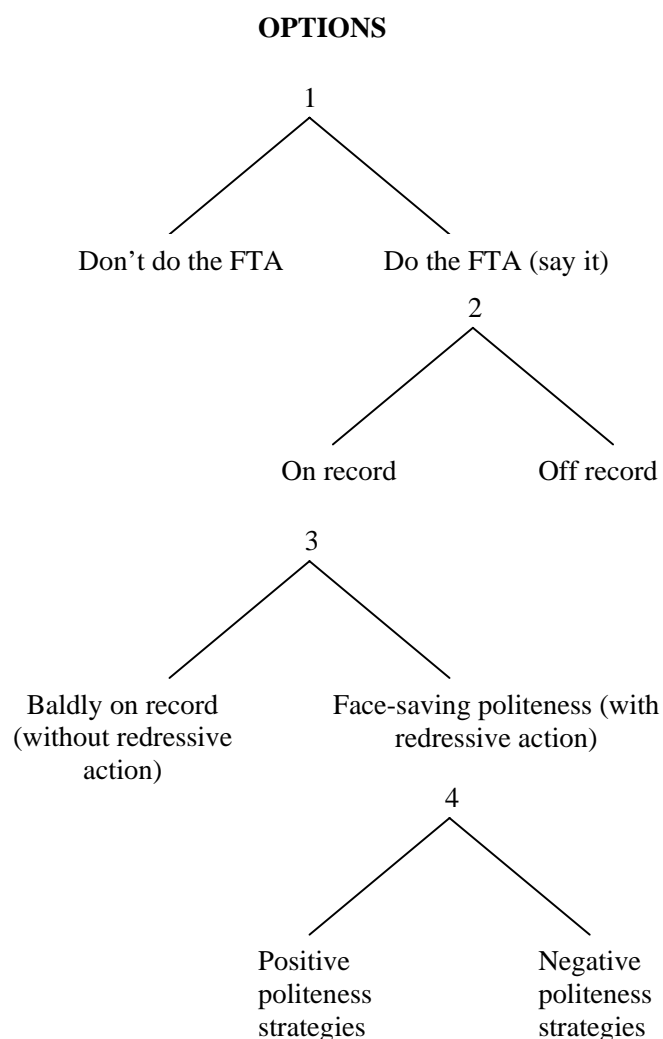 OPTIONS
1
Don’t do the FTA Do the FTA (say it)
2
On record Off record
3
Baldly on record
(without redressive
action)
Face-saving politeness (with
redressive action)
4
Positive
politeness
strategies
Negative
politeness
strategies